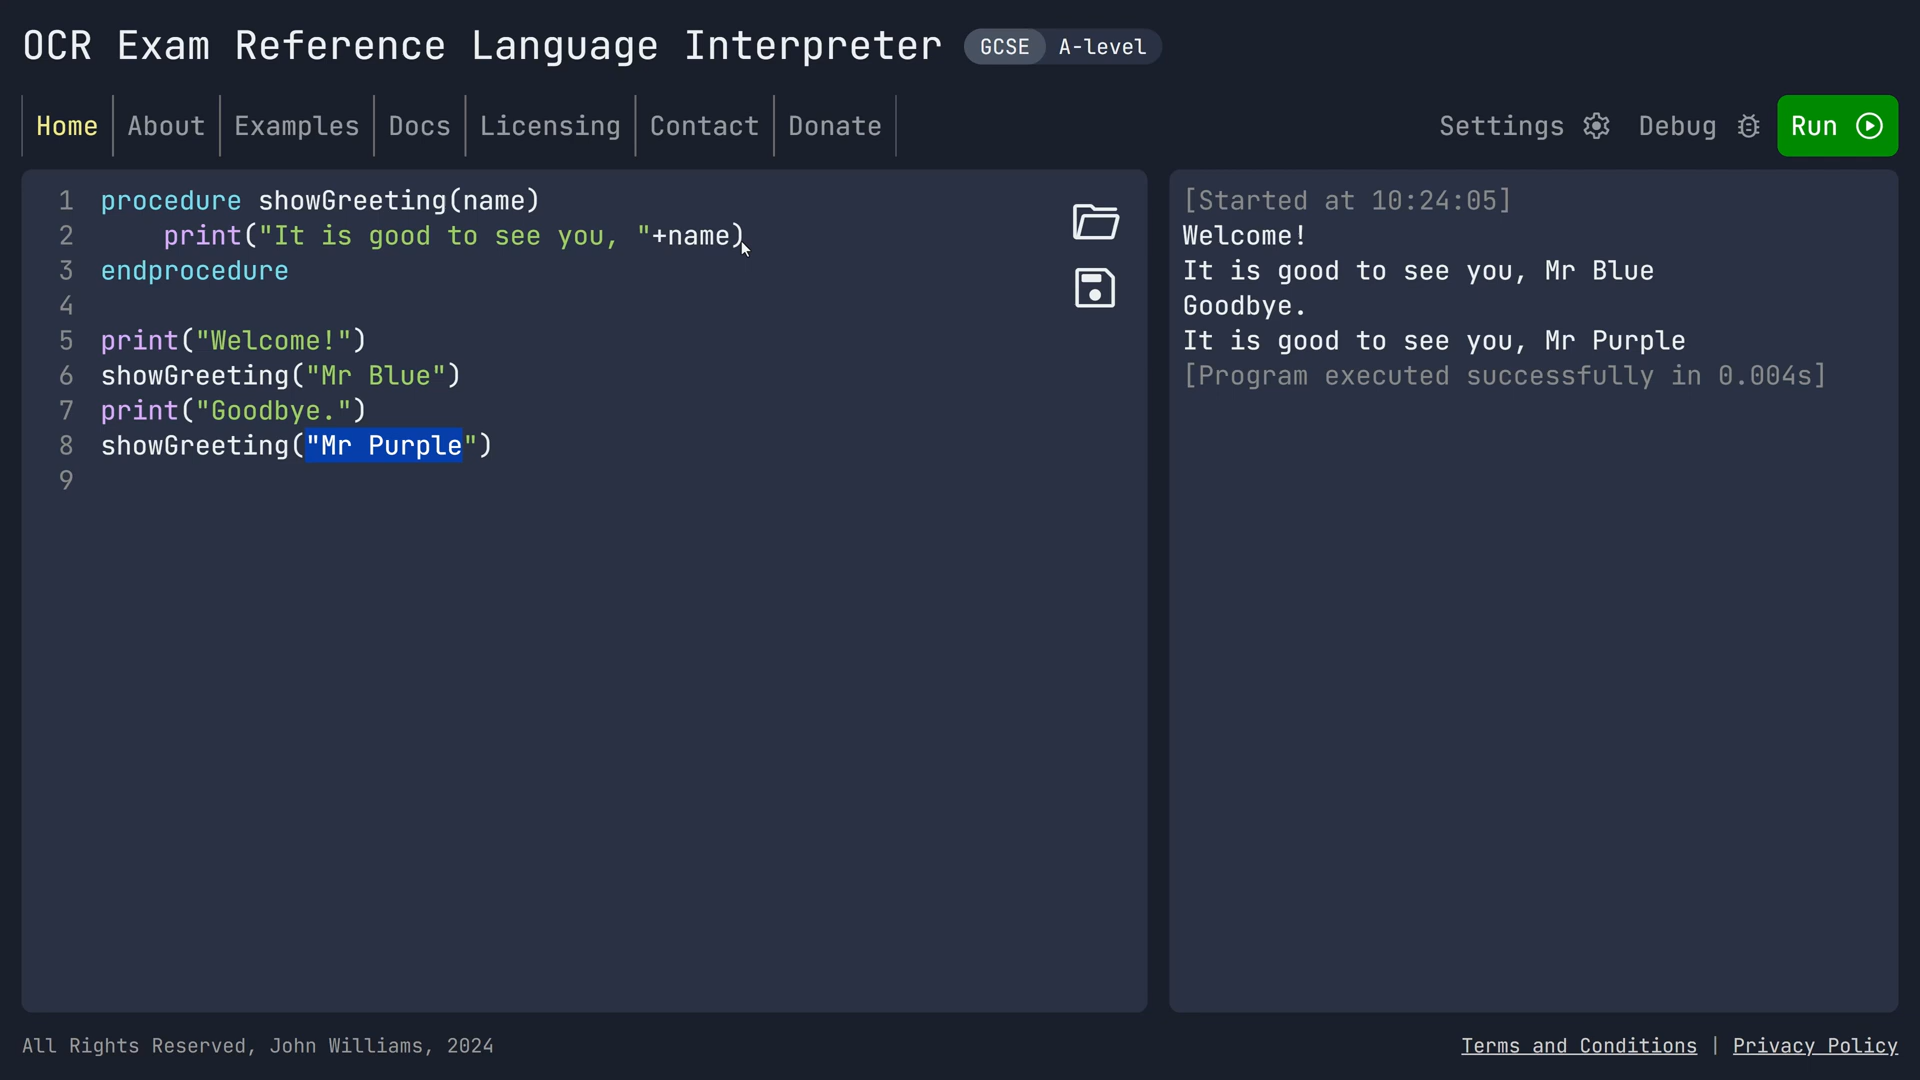 OCR Exam Reference Language Interpreter GCSE A-level
Home About Examples Docs Licensing Contact Donate Settings Debug Run
1 procedure showGreeting(name)
2     print("It is good to see you, "+name)
3 endprocedure
4
5 print("Welcome!")
6 showGreeting("Mr Blue")
7 print("Goodbye.")
8 showGreeting("Mr Purple")
9
[Started at 10:24:05]
Welcome!
It is good to see you, Mr Blue
Goodbye.
It is good to see you, Mr Purple
[Program executed successfully in 0.004s]
All Rights Reserved, John Williams, 2024
Terms and Conditions | Privacy Policy